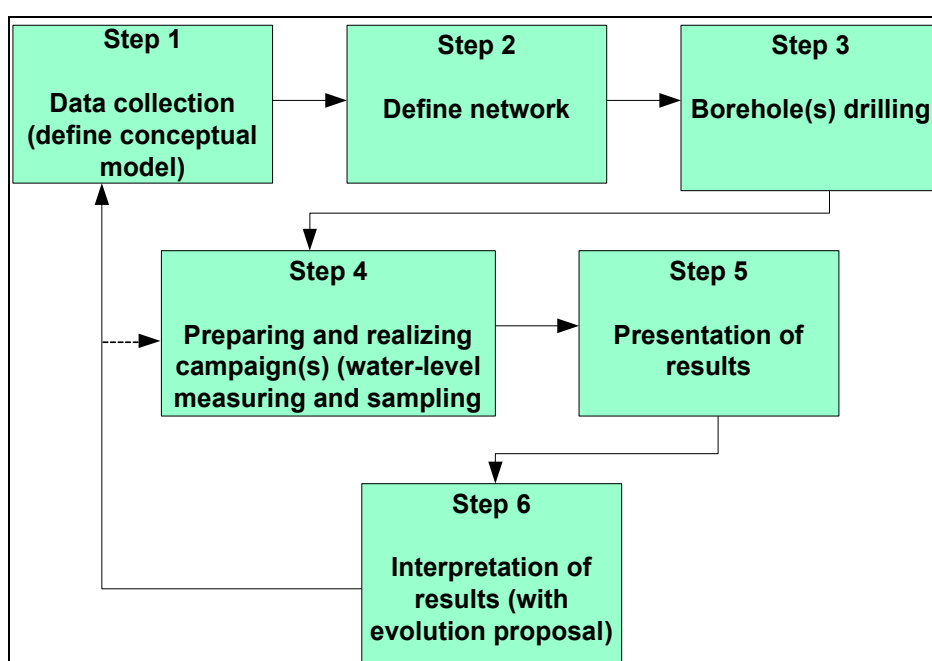 Step 1
Data collection
(define conceptual
model)
Step 2
Define network
Step 3
Borehole(s) drilling
Step 4
Preparing and realizing
campaign(s) (water-level
measuring and sampling
Step 5
Presentation of
results
Step 6
Interpretation of
results (with
evolution proposal)